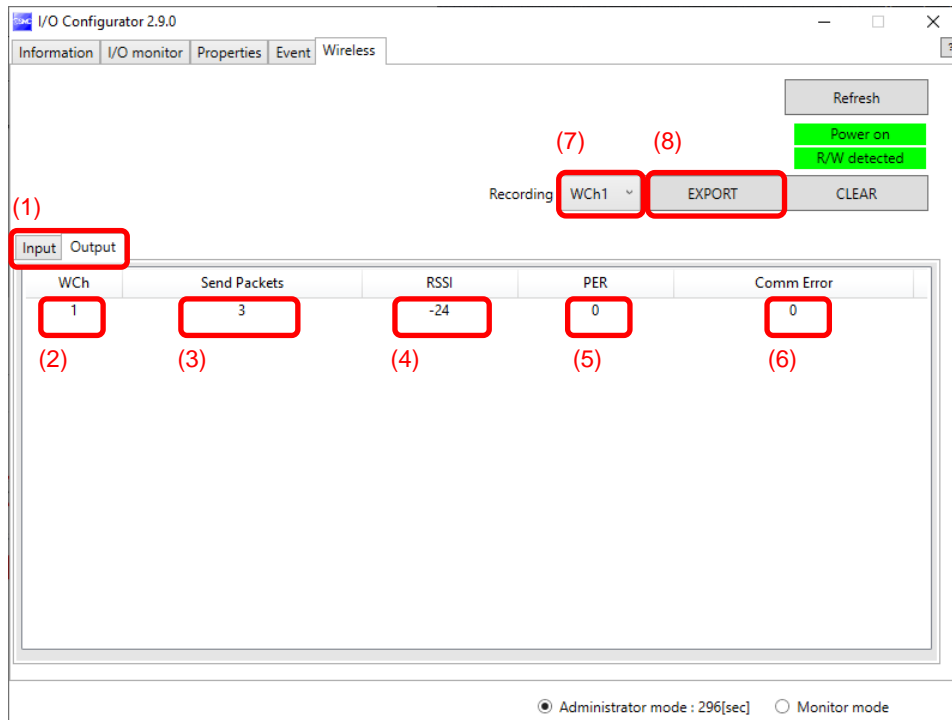 SMC I/O Configurator 2.9.0
Information I/O monitor Properties Event Wireless ?
Refresh
Power on
R/W detected
(7) (8)
Recording WCh1 EXPORT CLEAR
(1)
Input Output
WCh Send Packets RSSI PER Comm Error
1 3 -24 0 0
(2) (3) (4) (5) (6)
Administrator mode : 296[sec] Monitor mode